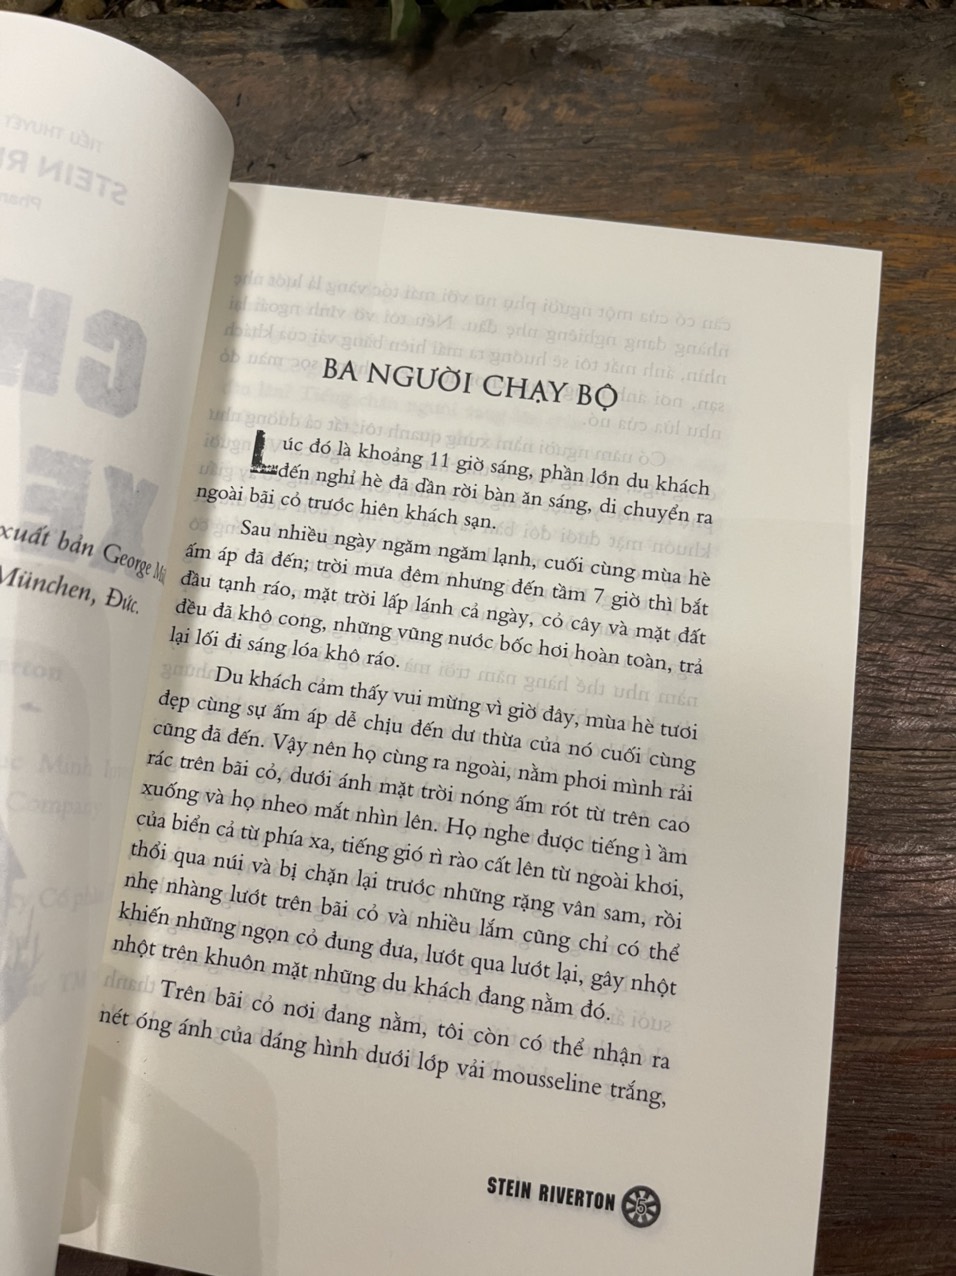 xuất bản George
München, Đức.
BA NGƯỜI CHẠY BỘ
Lúc đó là khoảng 11 giờ sáng, phần lớn du khách
đến nghỉ hè đã dần rời bàn ăn sáng, di chuyển ra
ngoài bãi cỏ trước hiên khách sạn.
Sau nhiều ngày ngăm ngăm lạnh, cuối cùng mùa hè
ấm áp đã đến; trời mưa đêm nhưng đến tầm 7 giờ thì bắt
đầu tạnh ráo, mặt trời lấp lánh cả ngày, cỏ cây và mặt đất
đều đã khô cong, những vũng nước bốc hơi hoàn toàn, trả
lại lối đi sáng lóa khô ráo.
Du khách cảm thấy vui mừng vì giờ đây, mùa hè tươi
đẹp cùng sự ấm áp dễ chịu đến dư thừa của nó cuối cùng
cũng đã đến. Vậy nên họ cùng ra ngoài, nằm phơi mình rải
rác trên bãi cỏ, dưới ánh mặt trời nóng ấm rót từ trên cao
xuống và họ nheo mắt nhìn lên. Họ nghe được tiếng ì ầm
của biển cả từ phía xa, tiếng gió rì rào cất lên từ ngoài khơi,
thổi qua núi và bị chặn lại trước những rặng vân sam, rồi
nhẹ nhàng lướt trên bãi cỏ và nhiều lắm cũng chỉ có thể
khiến những ngọn cỏ đung đưa, lướt qua lướt lại, gây nhột
nhột trên khuôn mặt những du khách đang nằm đó.
Trên bãi cỏ nơi đang nằm, tôi còn có thể nhận ra
nét óng ánh của dáng hình dưới lớp vải mousseline trắng,
STEIN RIVERTON 5